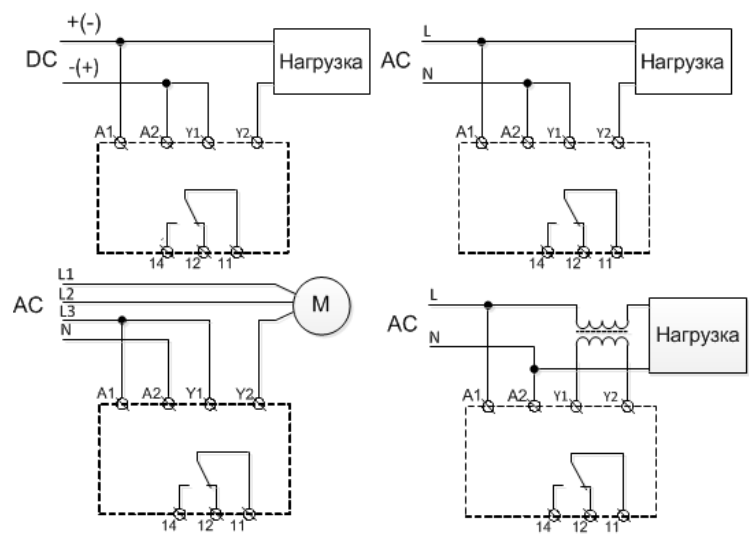 +(-)
DC
-(+)
Нагрузка
A1 A2 Y1 Y2
14 12 11
L
AC
N
Нагрузка
A1 A2 Y1 Y2
14 12 11
L1
AC
L2
L3
N
M
A1 A2 Y1 Y2
14 12 11
L
AC
N
Нагрузка
A1 A2 Y1 Y2
14 12 11